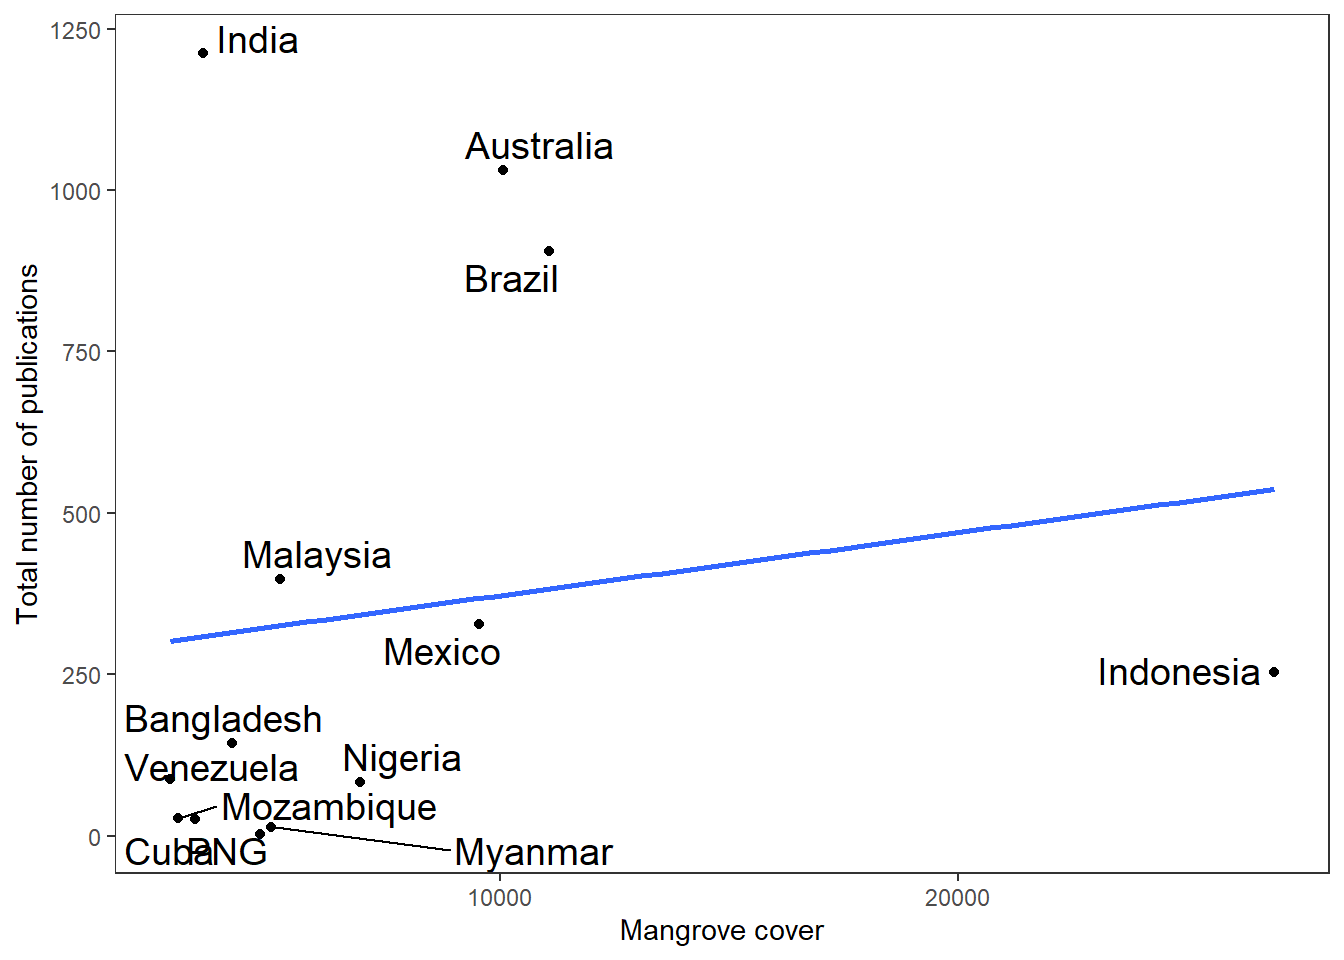 1250
India
Australia
1000
Brazil
750
Total number of publications
500
Malaysia
Mexico
250
Indonesia
Bangladesh
Nigeria
Venezuela
Mozambique
0
Cuba
PNG
Myanmar
10000
20000
Mangrove cover